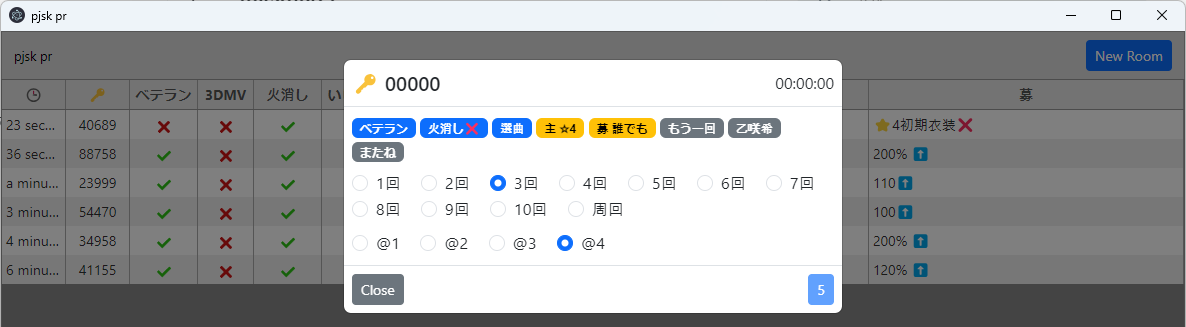 pjsk pr
pjsk pr New Room
ベテラン 3DMV 火消し い 募
00000 00:00:00
ベテラン 火消し❌ 選曲 主 ☆4 募 誰でも もう一回 乙咲希
またね
1回 2回 3回 4回 5回 6回 7回
8回 9回 10回 周回
@1 @2 @3 @4
Close 5
23 sec... 40689 ❌ ❌ ✔ ⭐4初期衣装❌
36 sec... 88758 ✔ ❌ ✔ 200% ⬆
a minu... 23999 ✔ ❌ ✔ 110⬆
3 minu... 54470 ✔ ❌ ✔ 100⬆
4 minu... 34958 ✔ ❌ ✔ 200% ⬆
6 minu... 41155 ✔ ❌ ✔ 120% ⬆